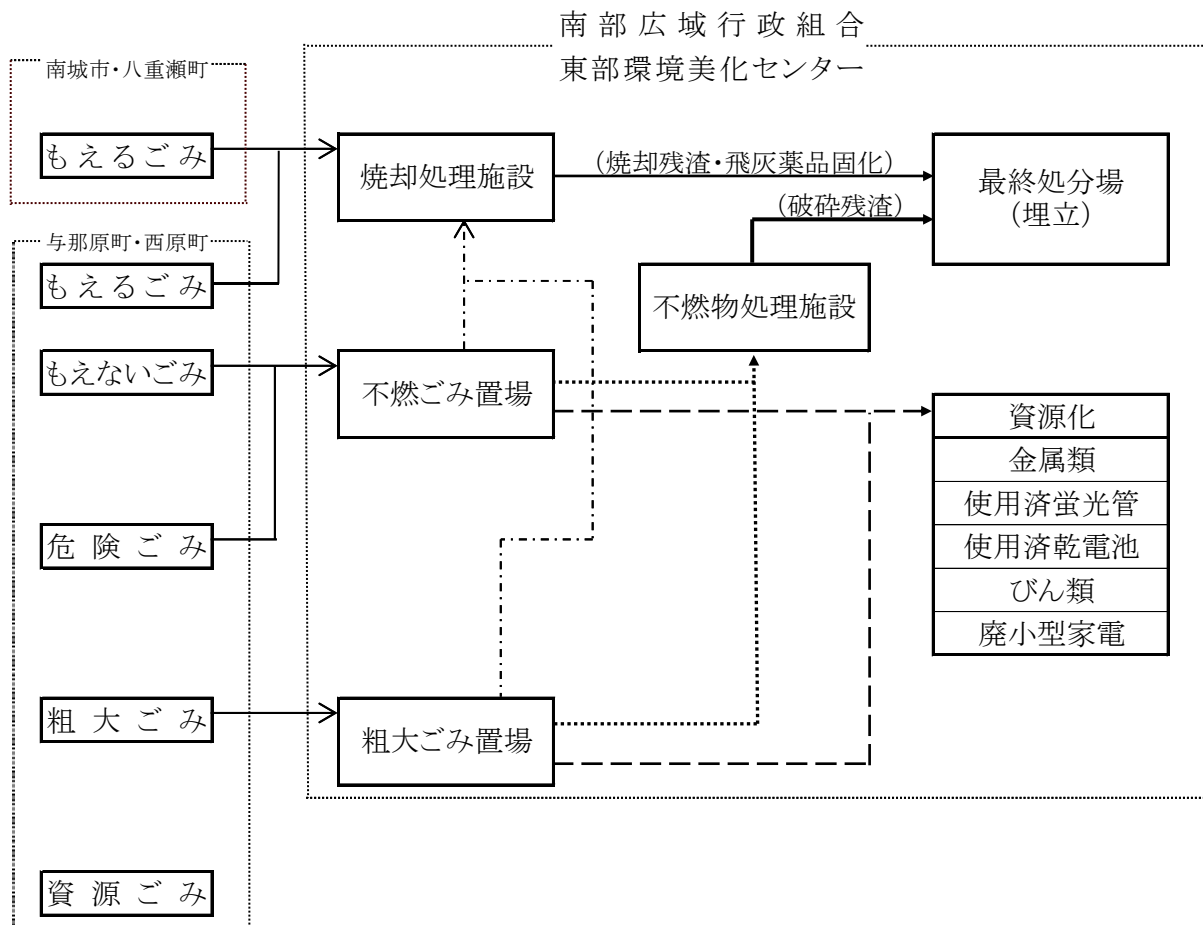 南部広域行政組合
東部環境美化センター
南城市・八重瀬町
もえるごみ
焼却処理施設
(焼却残渣・飛灰薬品固化)
最終処分場
(埋立)
(破砕残渣)
与那原町・西原町
もえるごみ
不燃物処理施設
もえないごみ
不燃ごみ置場
資源化
金属類
使用済蛍光管
使用済乾電池
びん類
廃小型家電
危険ごみ
粗大ごみ
粗大ごみ置場
資源ごみ